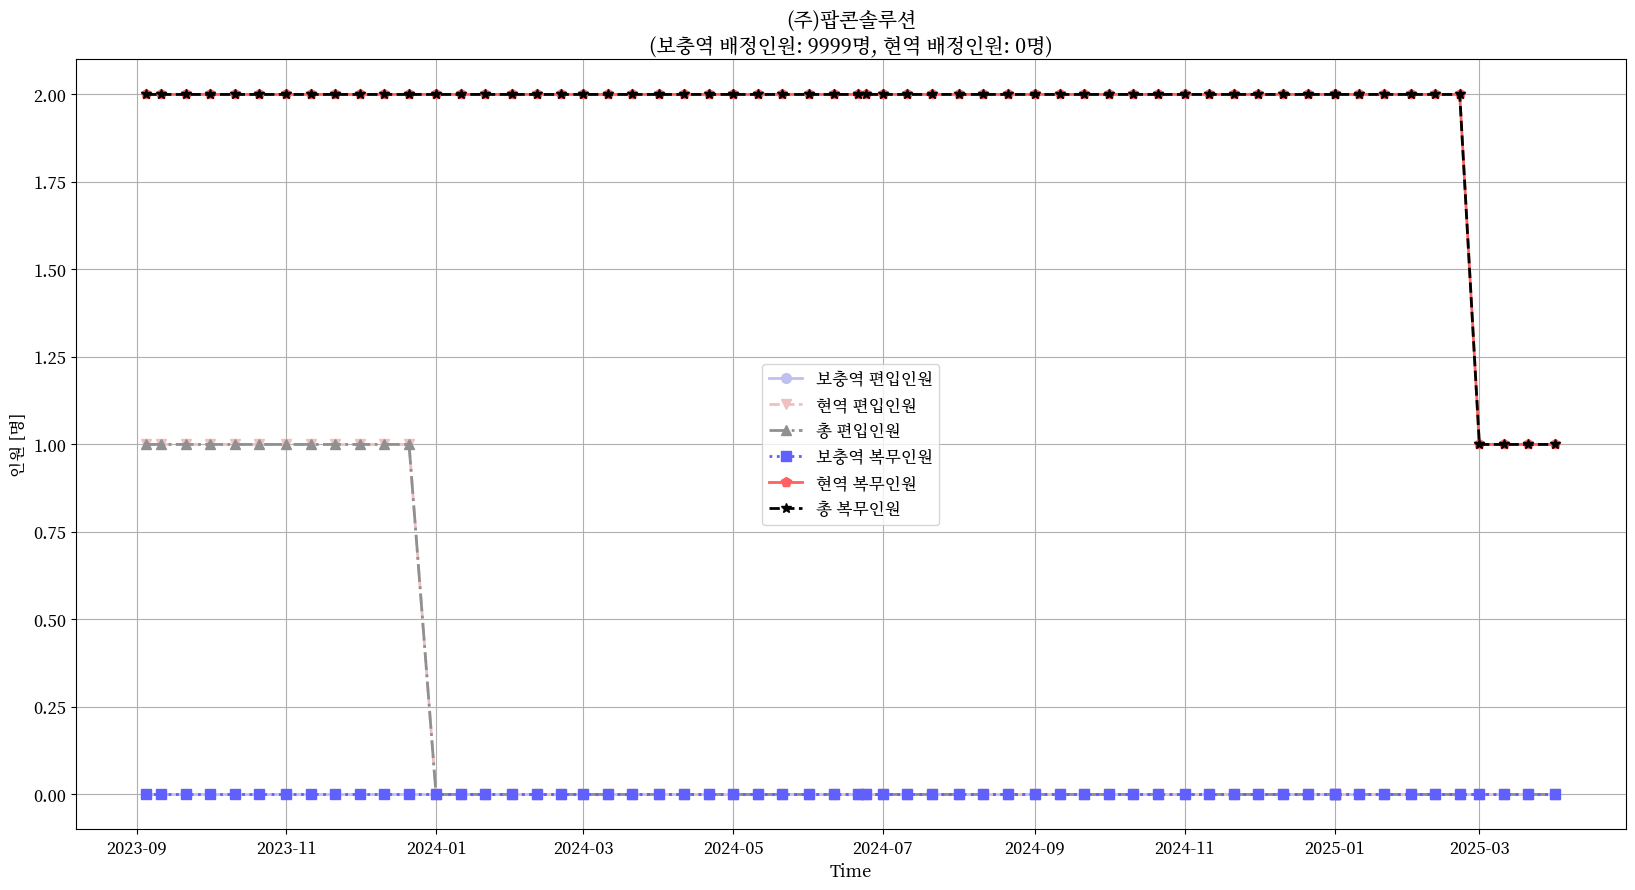 (주)팝콘솔루션
(보충역 배정인원: 9999명, 현역 배정인원: 0명)
인원 [명]
2.00
1.75
1.50
1.25
1.00
0.75
0.50
0.25
0.00
보충역 편입인원
현역 편입인원
총 편입인원
보충역 복무인원
현역 복무인원
총 복무인원
2023-09 2023-11 2024-01 2024-03 2024-05 2024-07 2024-09 2024-11 2025-01 2025-03
Time